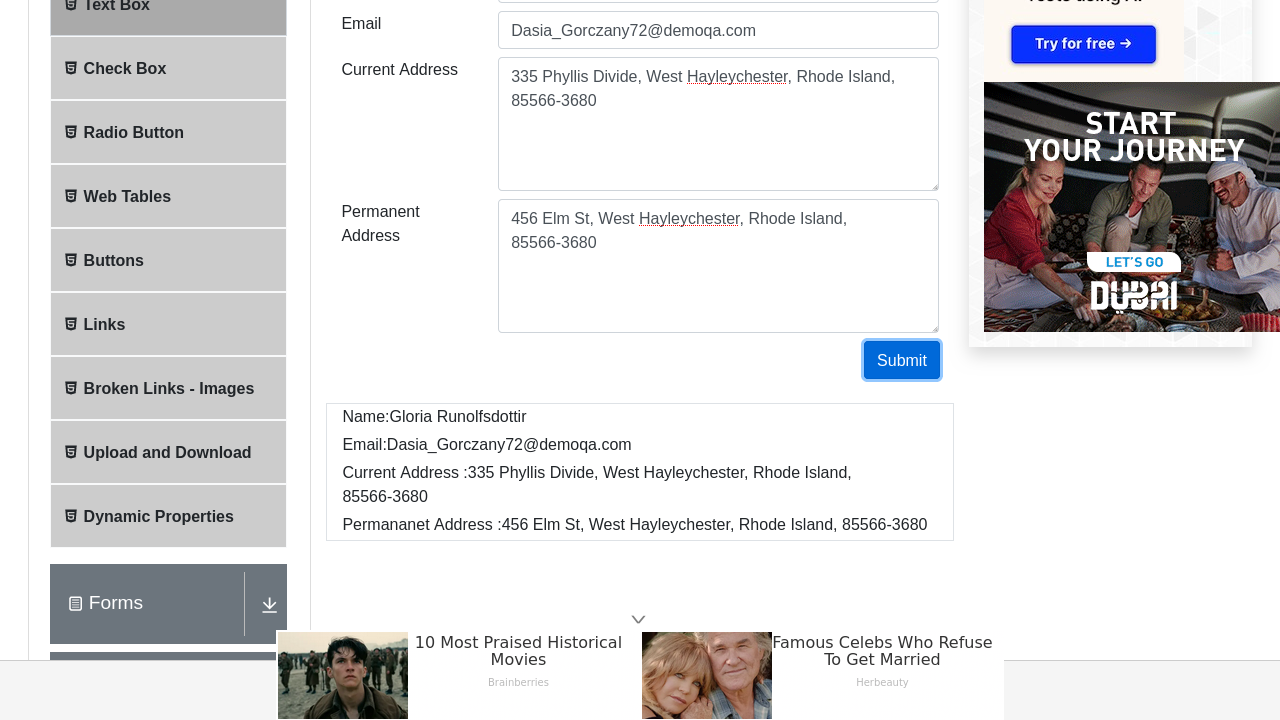 Text Box
Check Box
Radio Button
Web Tables
Buttons
Links
Broken Links - Images
Upload and Download
Dynamic Properties
Forms
Email
Dasia_Gorczany72@demoqa.com
Current Address
335 Phyllis Divide, West Hayleychester, Rhode Island,
85566-3680
Permanent
Address
456 Elm St, West Hayleychester, Rhode Island,
85566-3680
Submit
Name:Gloria Runolfsdottir
Email:Dasia_Gorczany72@demoqa.com
Current Address :335 Phyllis Divide, West Hayleychester, Rhode Island,
85566-3680
Permananet Address :456 Elm St, West Hayleychester, Rhode Island, 85566-3680
Try for free →
START
YOUR JOURNEY
LET'S GO
DUBAI
10 Most Praised Historical
Movies
Brainberries
Famous Celebs Who Refuse
To Get Married
Herbeauty